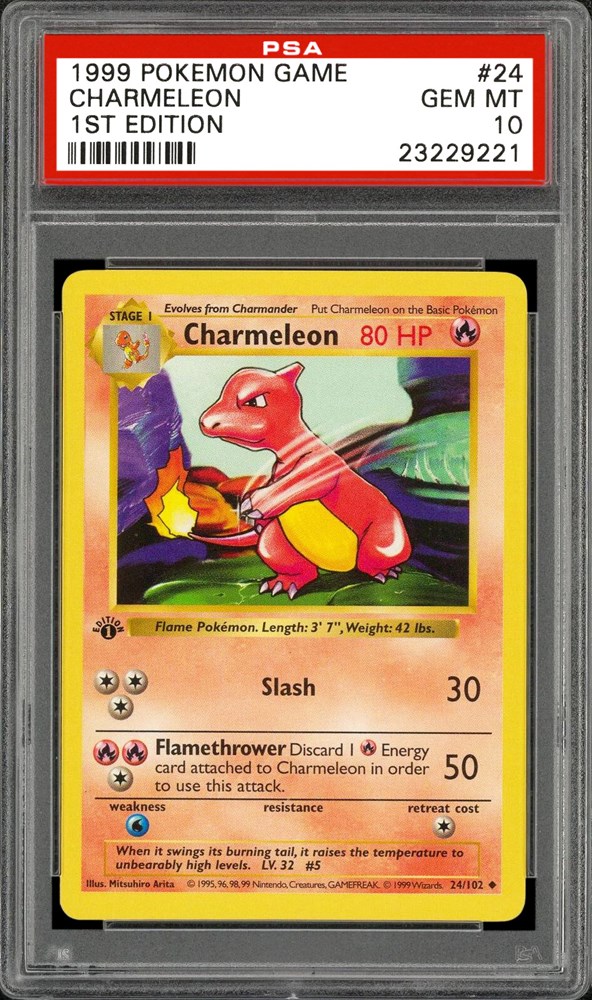 PSA
1999 POKEMON GAME #24
CHARMELEON GEM MT
1ST EDITION 10
23229221
STAGE 1
Evolves from Charmander Put Charmeleon on the Basic Pokémon
Charmeleon 80 HP
EDITION
1
Flame Pokémon. Length: 3' 7", Weight: 42 lbs.
Slash 30
Flamethrower Discard 1 Energy
card attached to Charmeleon in order
to use this attack.
50
weakness resistance retreat cost
When it swings its burning tail, it raises the temperature to
unbearably high levels. LV. 32 #5
Illus. Mitsuhiro Arita © 1995, 96, 98, 99 Nintendo, Creatures, GAMEFREAK. © 1999 Wizards. 24/102